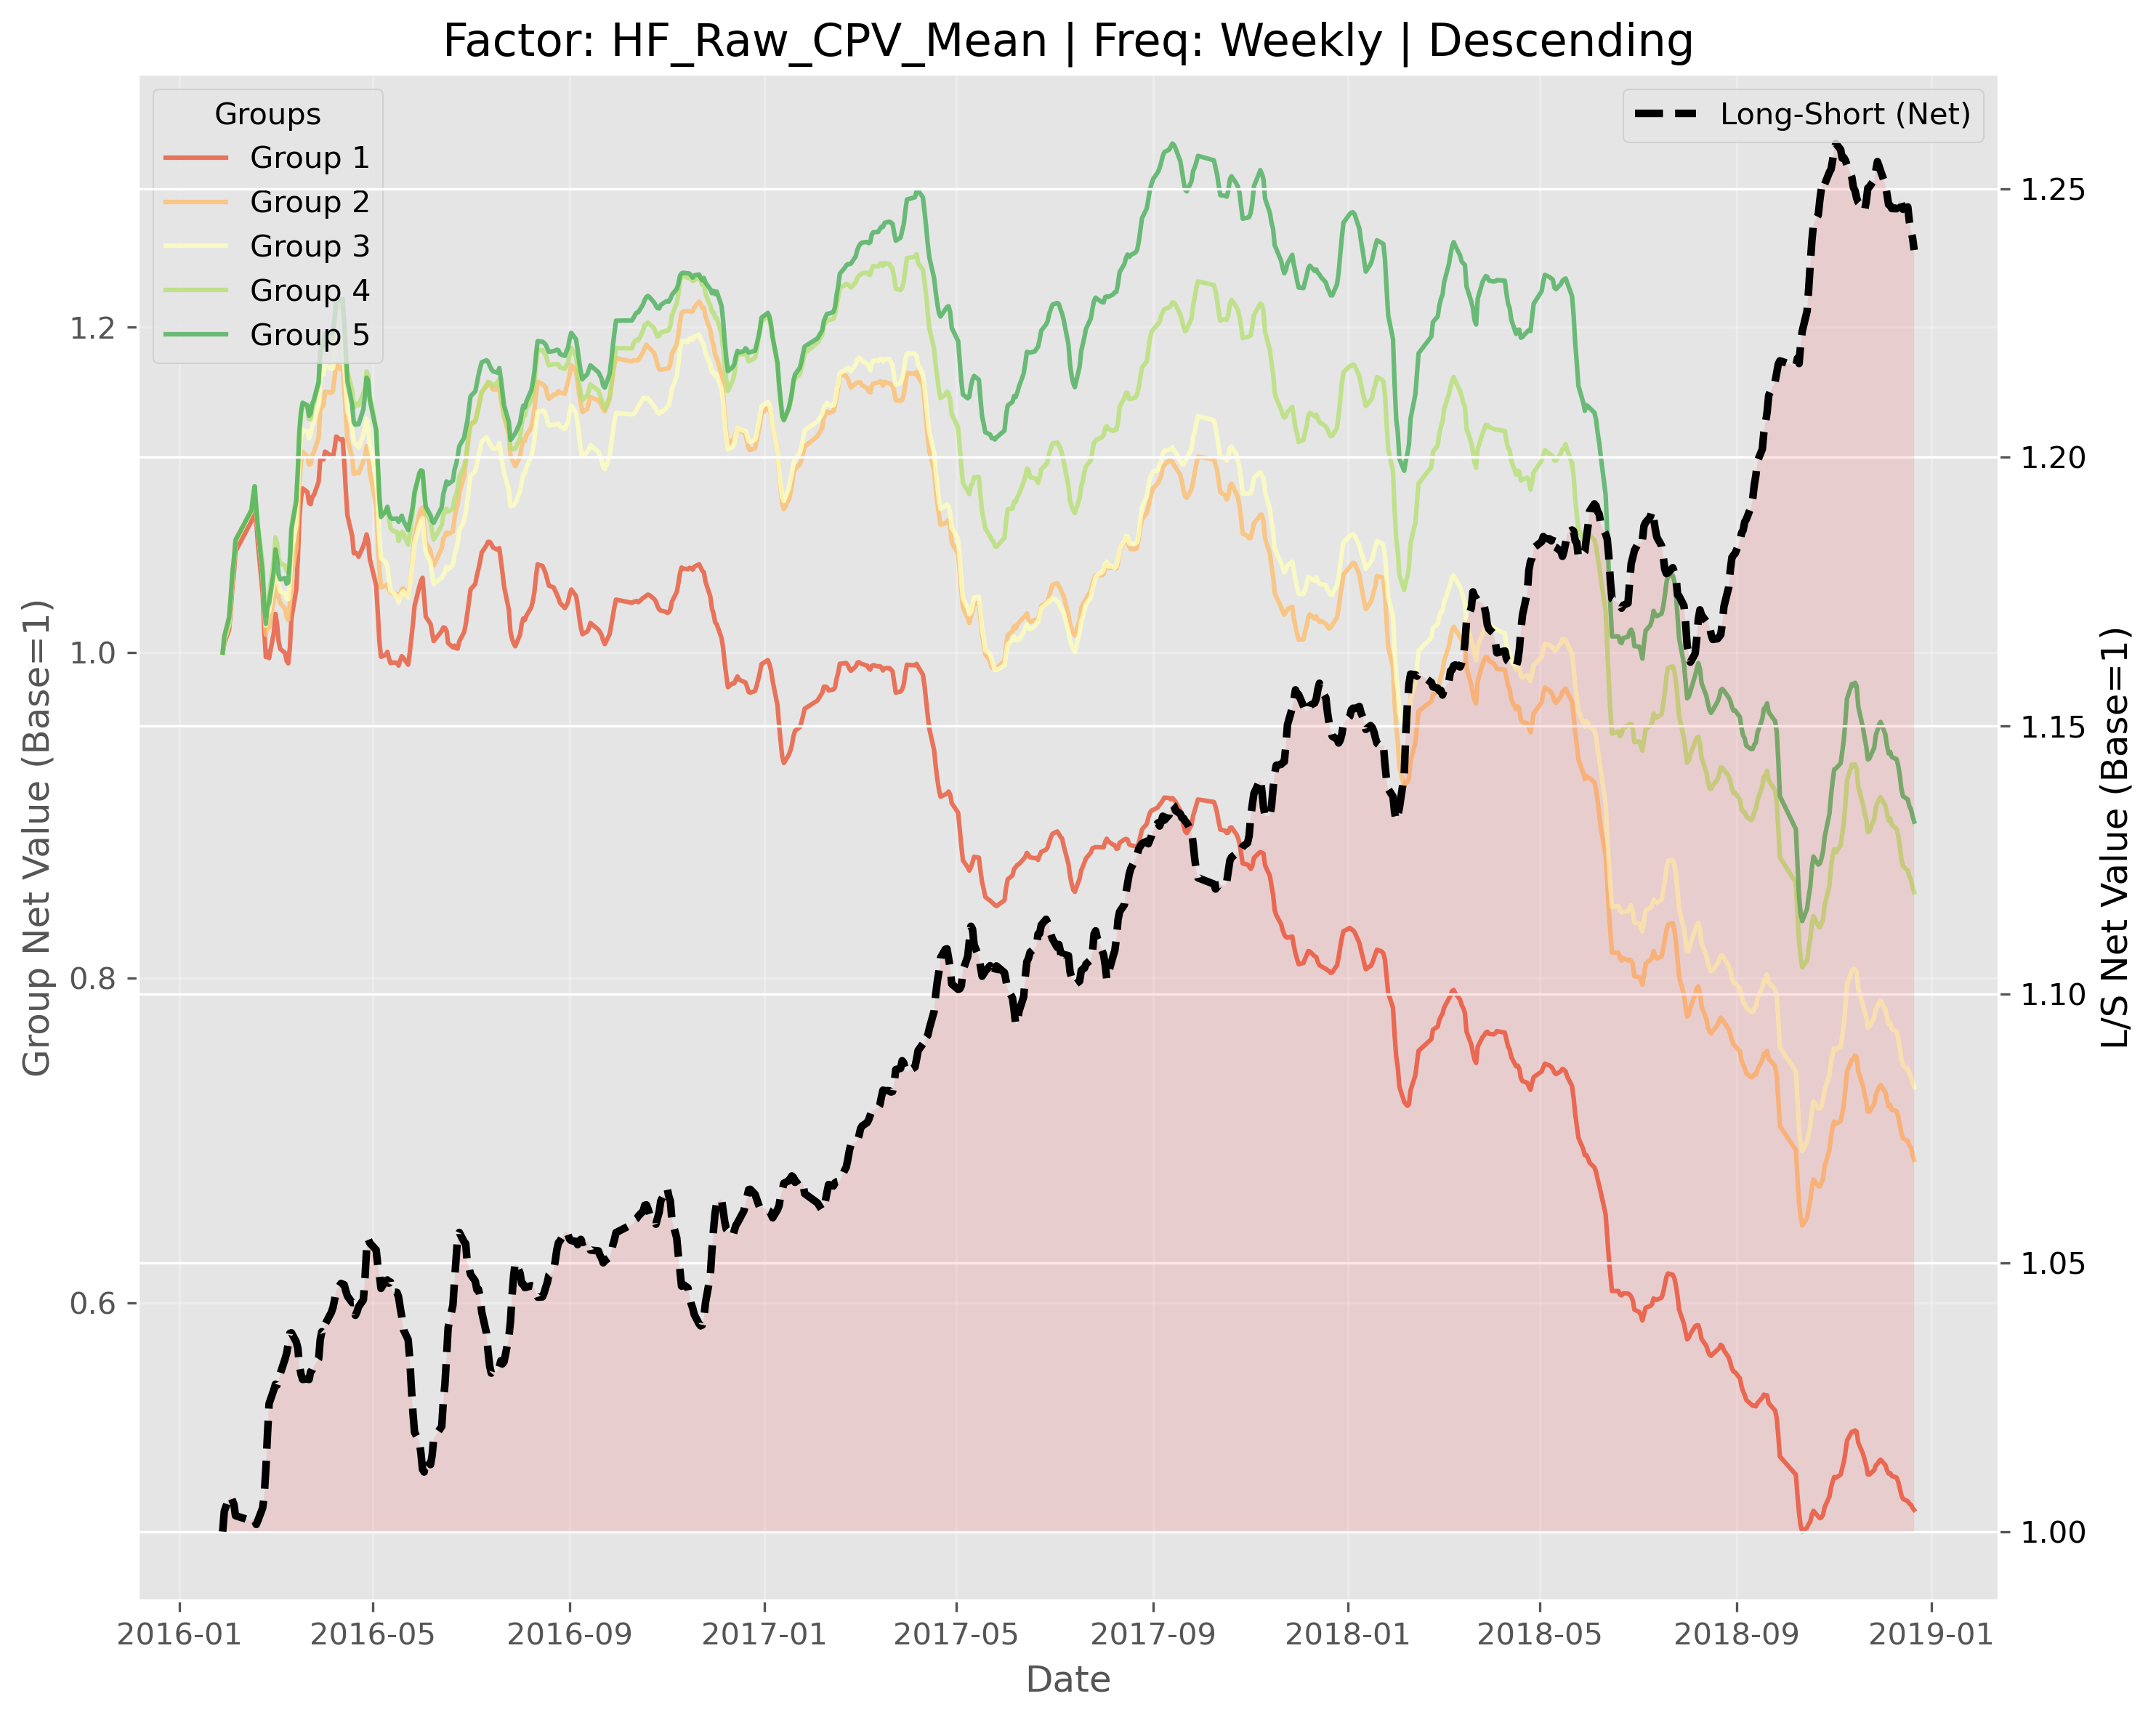 Factor: HF_Raw_CPV_Mean | Freq: Weekly | Descending
Groups
Group 1
Group 2
Group 3
Group 4
Group 5
Long-Short (Net)
Group Net Value (Base=1)
1.2
1.0
0.8
0.6
1.25
1.20
1.15
1.10
1.05
1.00
L/S Net Value (Base=1)
2016-01 2016-05 2016-09 2017-01 2017-05 2017-09 2018-01 2018-05 2018-09 2019-01
Date